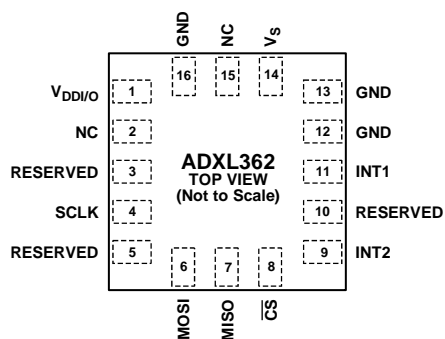 GND
NC
VS
16
15
14
VDDI/O
1
13
GND
NC
2
12
GND
RESERVED
3
ADXL362
TOP VIEW
(Not to Scale)
11
INT1
SCLK
4
10
RESERVED
RESERVED
5
9
INT2
6
7
8
MOSI
MISO
CS